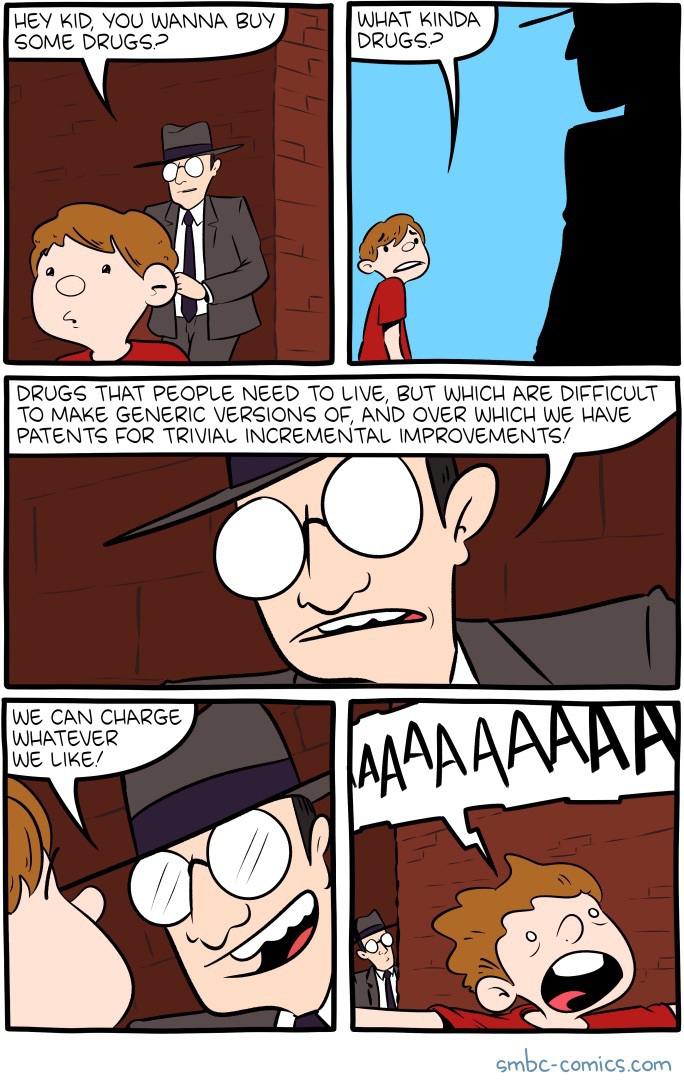 HEY KID, YOU WANNA BUY
SOME DRUGS?
WHAT KINDA
DRUGS?
DRUGS THAT PEOPLE NEED TO LIVE, BUT WHICH ARE DIFFICULT
TO MAKE GENERIC VERSIONS OF, AND OVER WHICH WE HAVE
PATENTS FOR TRIVIAL INCREMENTAL IMPROVEMENTS!
WE CAN CHARGE
WHATEVER
WE LIKE!
AAAAAAAAAA
smbc-comics.com